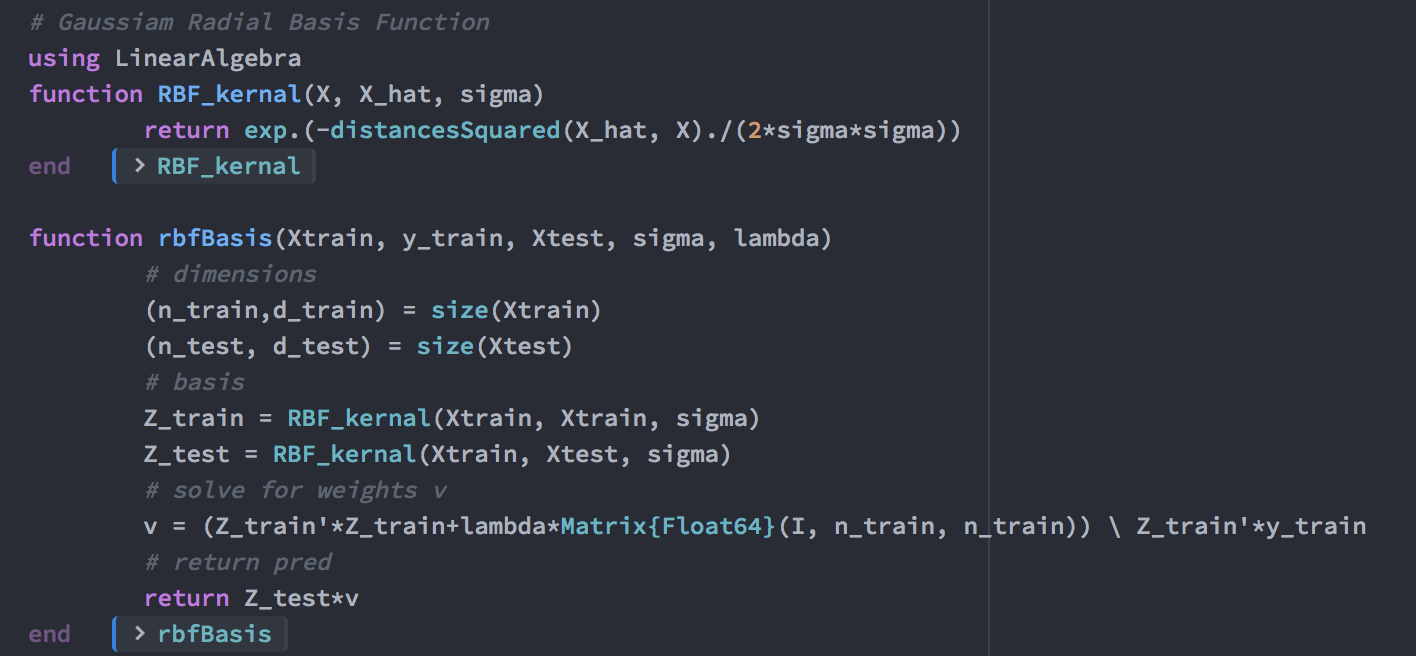 # Gaussiam Radial Basis Function
using LinearAlgebra
function RBF_kernal(X, X_hat, sigma)
        return exp.(-distancesSquared(X_hat, X)./(2*sigma*sigma))
end > RBF_kernal
function rbfBasis(Xtrain, y_train, Xtest, sigma, lambda)
        # dimensions
        (n_train,d_train) = size(Xtrain)
        (n_test, d_test) = size(Xtest)
        # basis
        Z_train = RBF_kernal(Xtrain, Xtrain, sigma)
        Z_test = RBF_kernal(Xtrain, Xtest, sigma)
        # solve for weights v
        v = (Z_train'*Z_train+lambda*Matrix{Float64}(I, n_train, n_train)) \ Z_train'*y_train
        # return pred
        return Z_test*v
end > rbfBasis